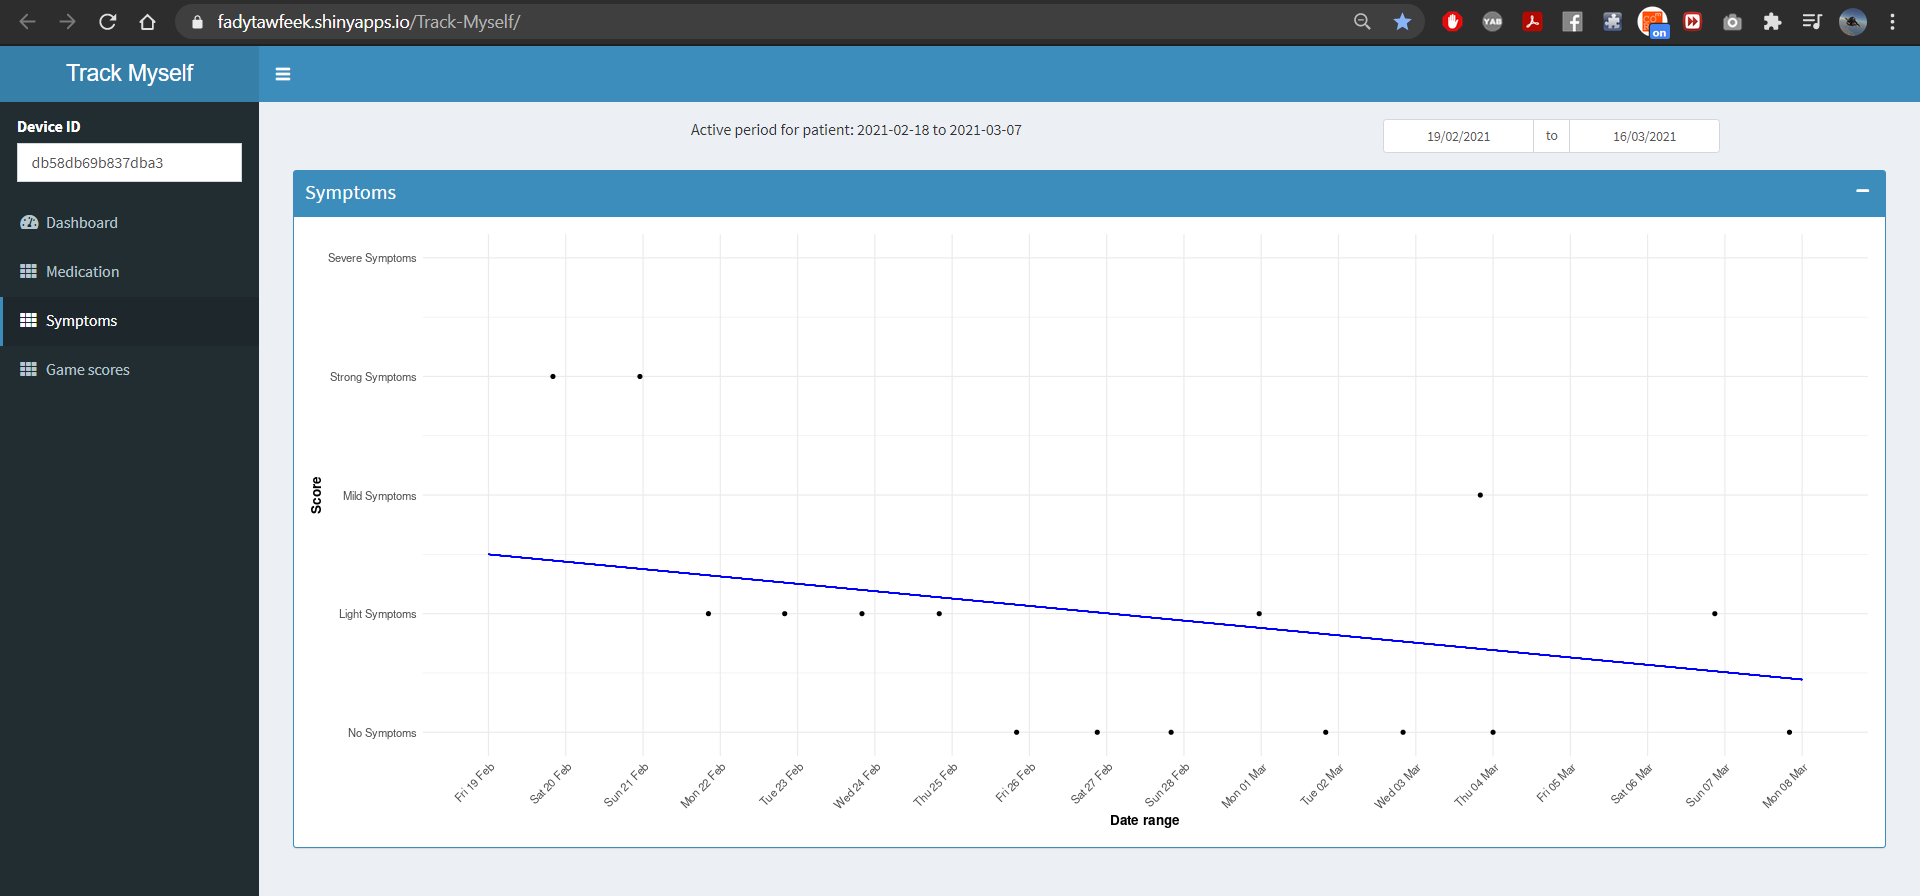 fadytawfeek.shinyapps.io/Track-Myself/
YAB
on
Track Myself
Device ID
db58db69b837dba3
Dashboard
Medication
Symptoms
Game scores
Active period for patient: 2021-02-18 to 2021-03-07
19/02/2021 to 16/03/2021
Symptoms
Severe Symptoms
Strong Symptoms
Mild Symptoms
Light Symptoms
No Symptoms
Score
Fri 19 Feb
Sat 20 Feb
Sun 21 Feb
Mon 22 Feb
Tue 23 Feb
Wed 24 Feb
Thu 25 Feb
Fri 26 Feb
Sat 27 Feb
Sun 28 Feb
Mon 01 Mar
Tue 02 Mar
Wed 03 Mar
Thu 04 Mar
Fri 05 Mar
Sat 06 Mar
Sun 07 Mar
Mon 08 Mar
Date range